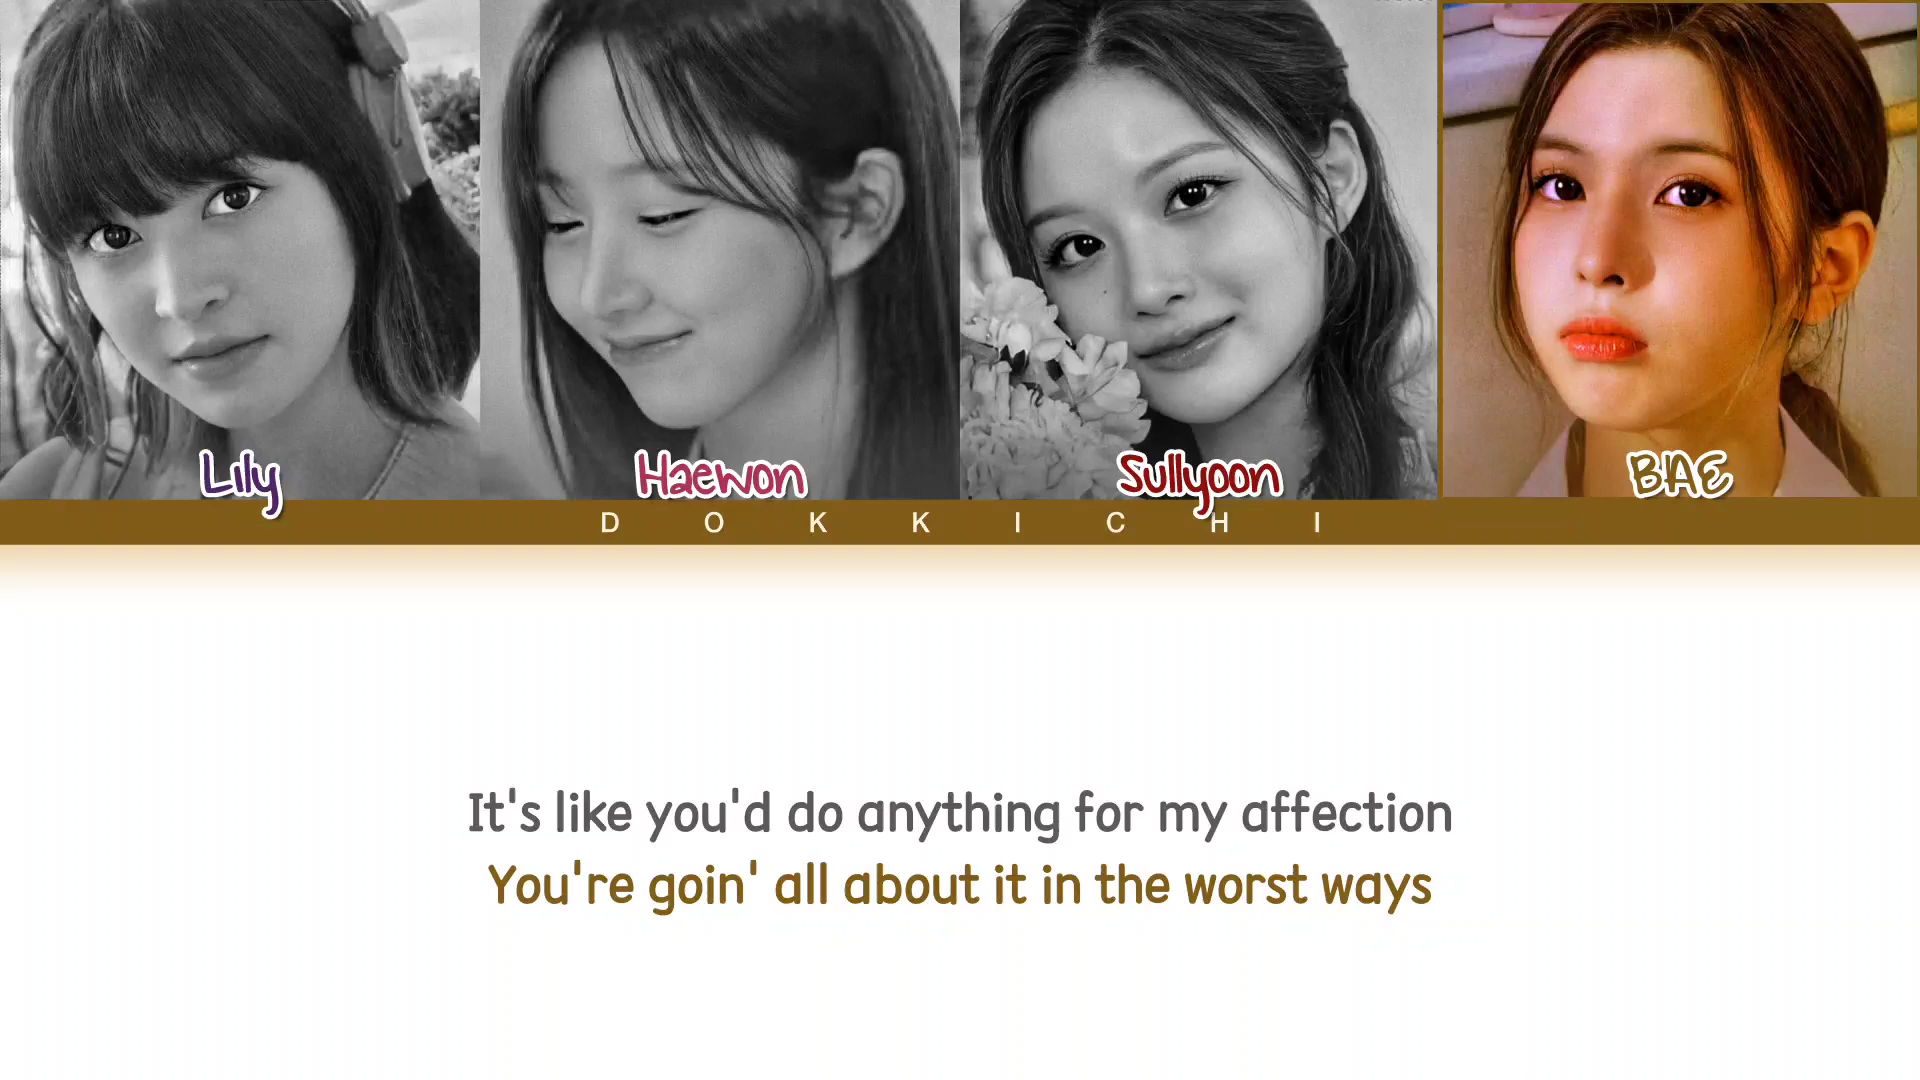 Lily Haewon Sullyoon BAE
DOKKICHI
It's like you'd do anything for my affection
You're goin' all about it in the worst ways